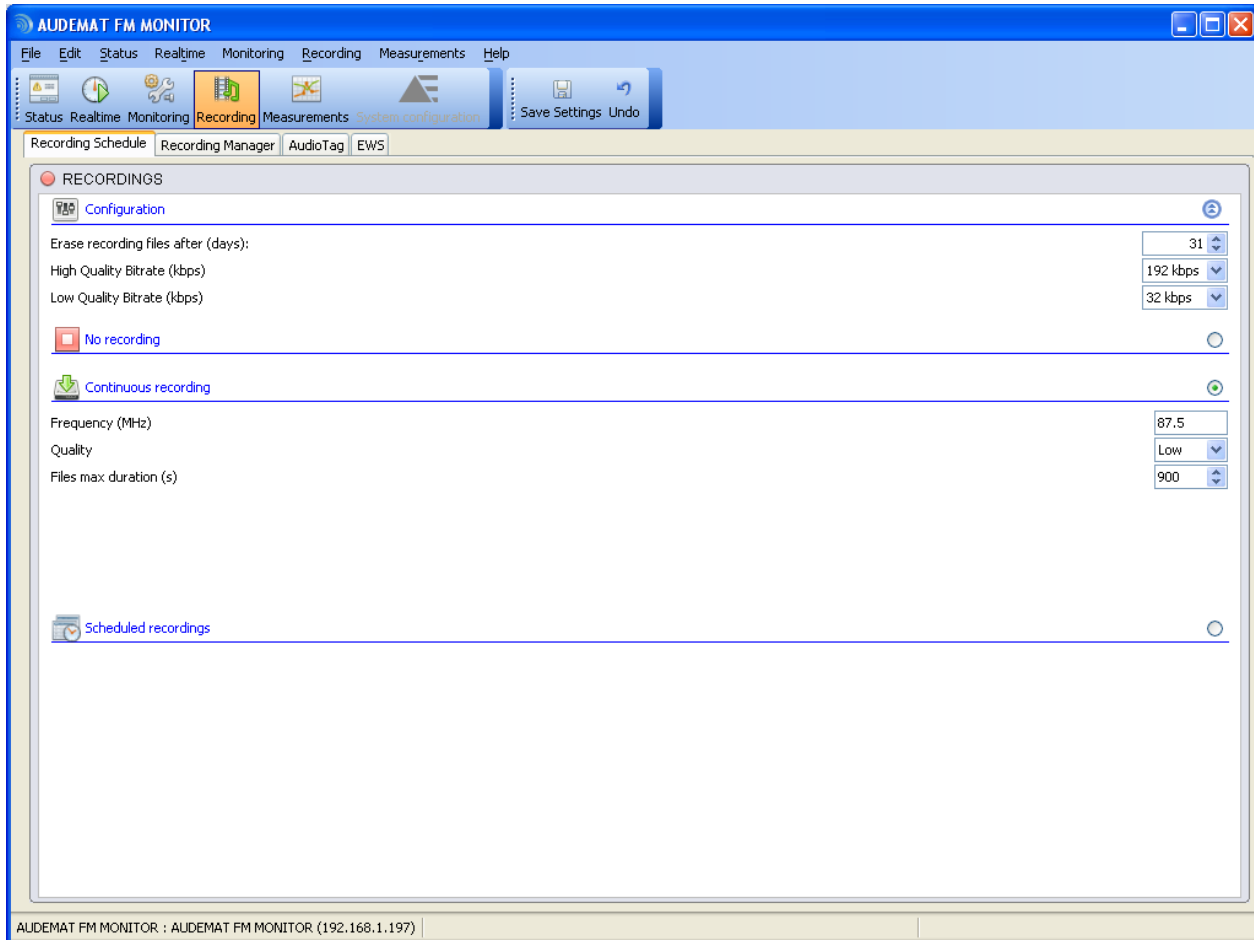 AUDEMAT FM MONITOR
File Edit Status Realtime Monitoring Recording Measurements Help
Status Realtime Monitoring Recording Measurements System configuration Save Settings Undo
Recording Schedule Recording Manager AudioTag EWS
RECORDINGS
Configuration
Erase recording files after (days): 31
High Quality Bitrate (kbps) 192 kbps
Low Quality Bitrate (kbps) 32 kbps
No recording
Continuous recording
Frequency (MHz) 87.5
Quality Low
Files max duration (s) 900
Scheduled recordings
AUDEMAT FM MONITOR : AUDEMAT FM MONITOR (192.168.1.197)